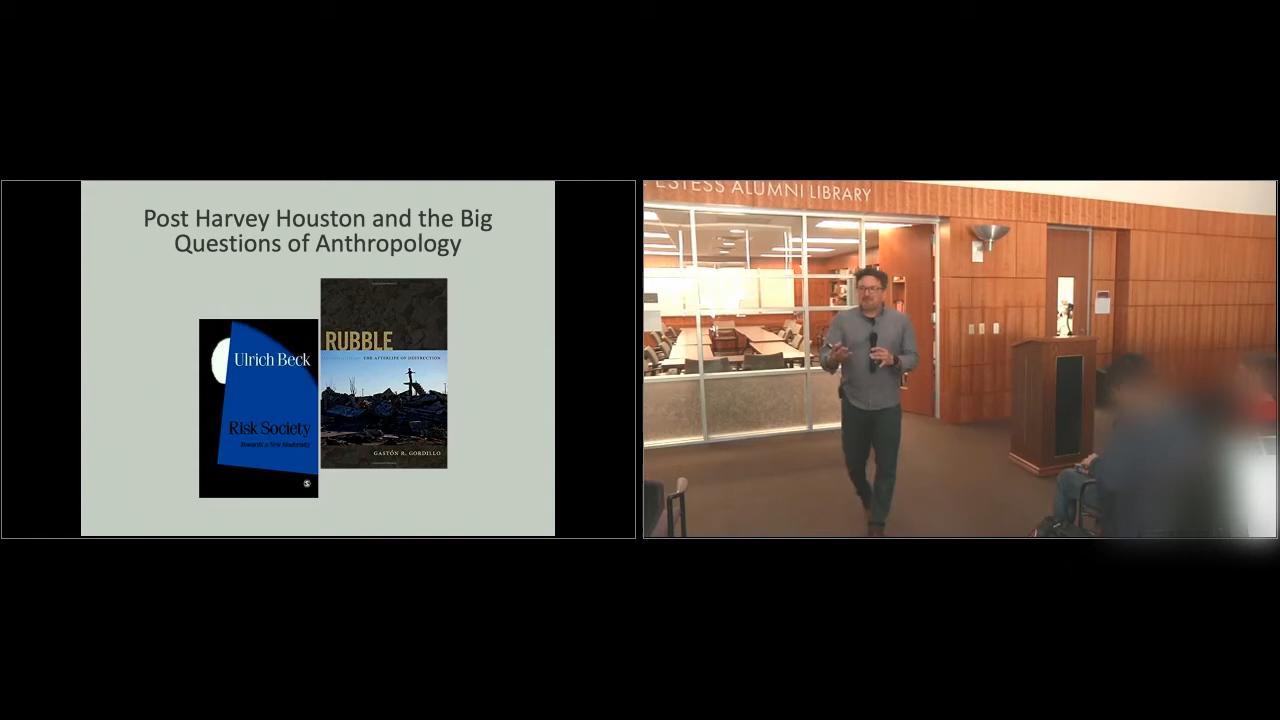 Post Harvey Houston and the Big
Questions of Anthropology
Ulrich Beck
Risk Society
Towards a New Modernity
RUBBLE
THE AFTERLIFE OF DESTRUCTION
GASTÓN R. GORDILLO
ESTESS ALUMNI LIBRARY